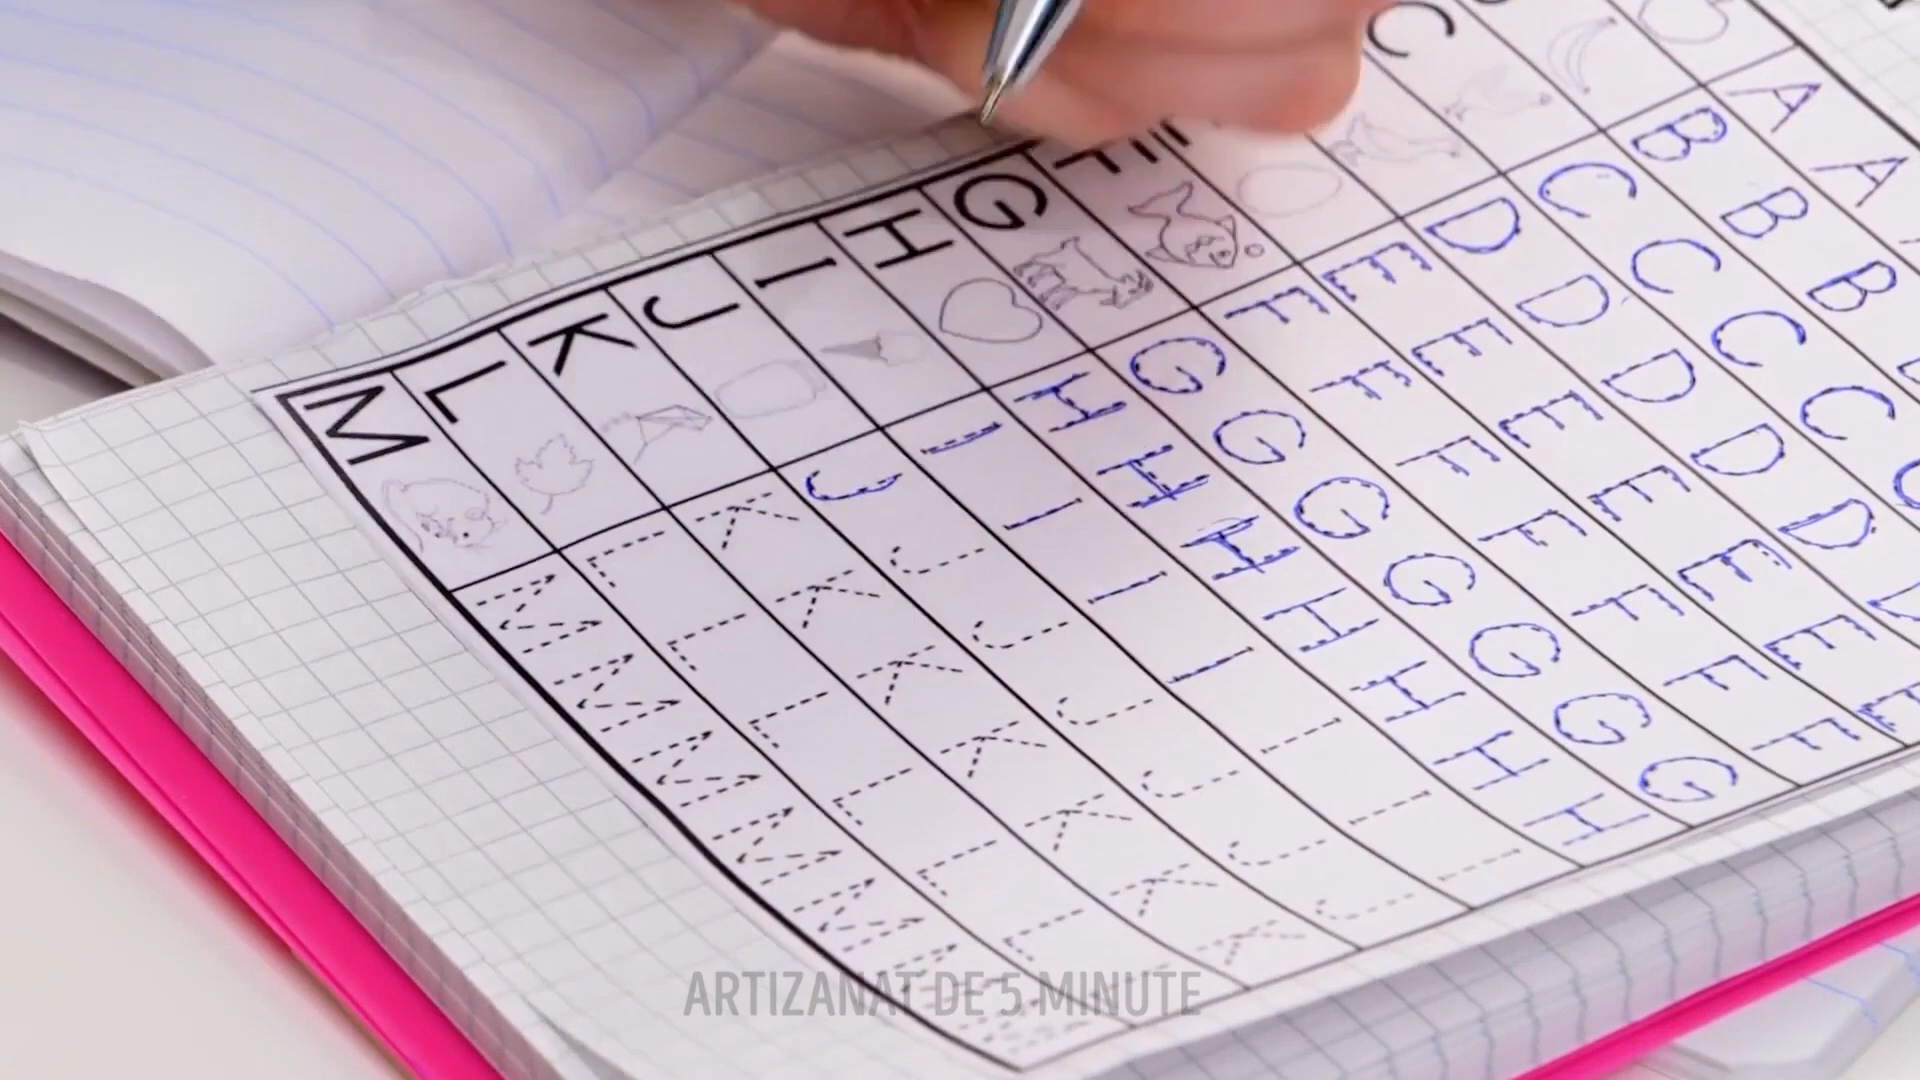 A A
B B B
C C C C C
D D D D D
E E E E E E E
F F F F F F F F
G G G G G G G G
H H H H H H H H
I I I I I I I I
J J J J J J J J
K K K K K K K K
L L L L L L L
M M M M M M
ARTIZANAT DE 5 MINUTE